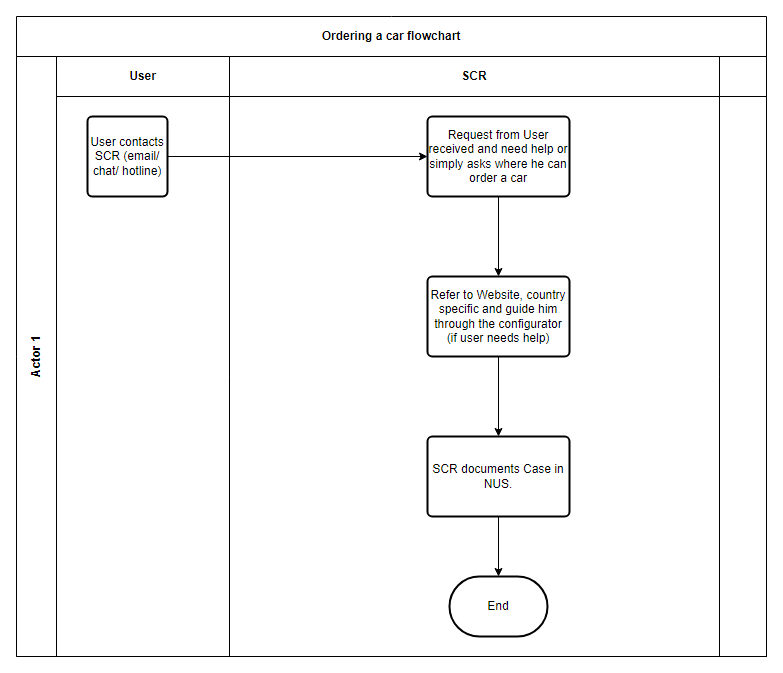 Ordering a car flowchart
User
SCR
Actor 1
User contacts
SCR (email/
chat/ hotline)
Request from User
received and need help or
simply asks where he can
order a car
Refer to Website, country
specific and guide him
through the configurator
(if user needs help)
SCR documents Case in
NUS.
End